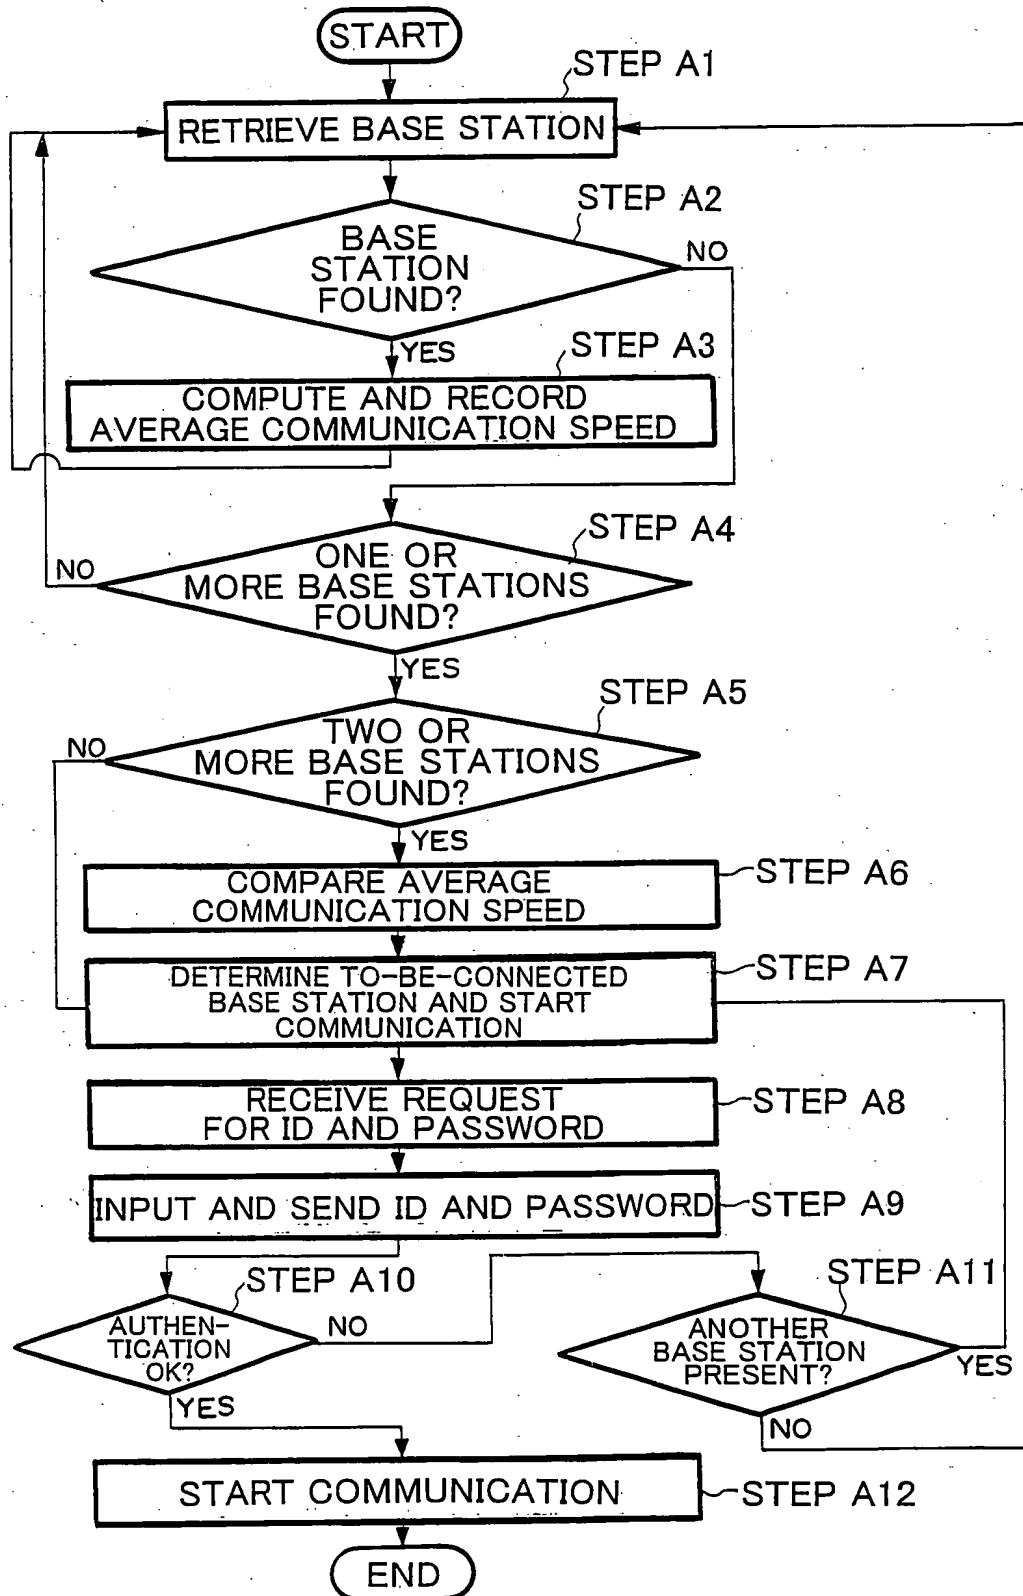 START
STEP A1
RETRIEVE BASE STATION
STEP A2
BASE
STATION
FOUND?
NO
YES
STEP A3
COMPUTE AND RECORD
AVERAGE COMMUNICATION SPEED
STEP A4
ONE OR
MORE BASE STATIONS
FOUND?
NO
YES
STEP A5
TWO OR
MORE BASE STATIONS
FOUND?
NO
YES
STEP A6
COMPARE AVERAGE
COMMUNICATION SPEED
STEP A7
DETERMINE TO-BE-CONNECTED
BASE STATION AND START
COMMUNICATION
RECEIVE REQUEST
FOR ID AND PASSWORD
STEP A8
INPUT AND SEND ID AND PASSWORD
STEP A9
STEP A10
AUTHEN-
TICATION
OK?
NO
YES
STEP A11
ANOTHER
BASE STATION
PRESENT?
YES
NO
START COMMUNICATION
STEP A12
END